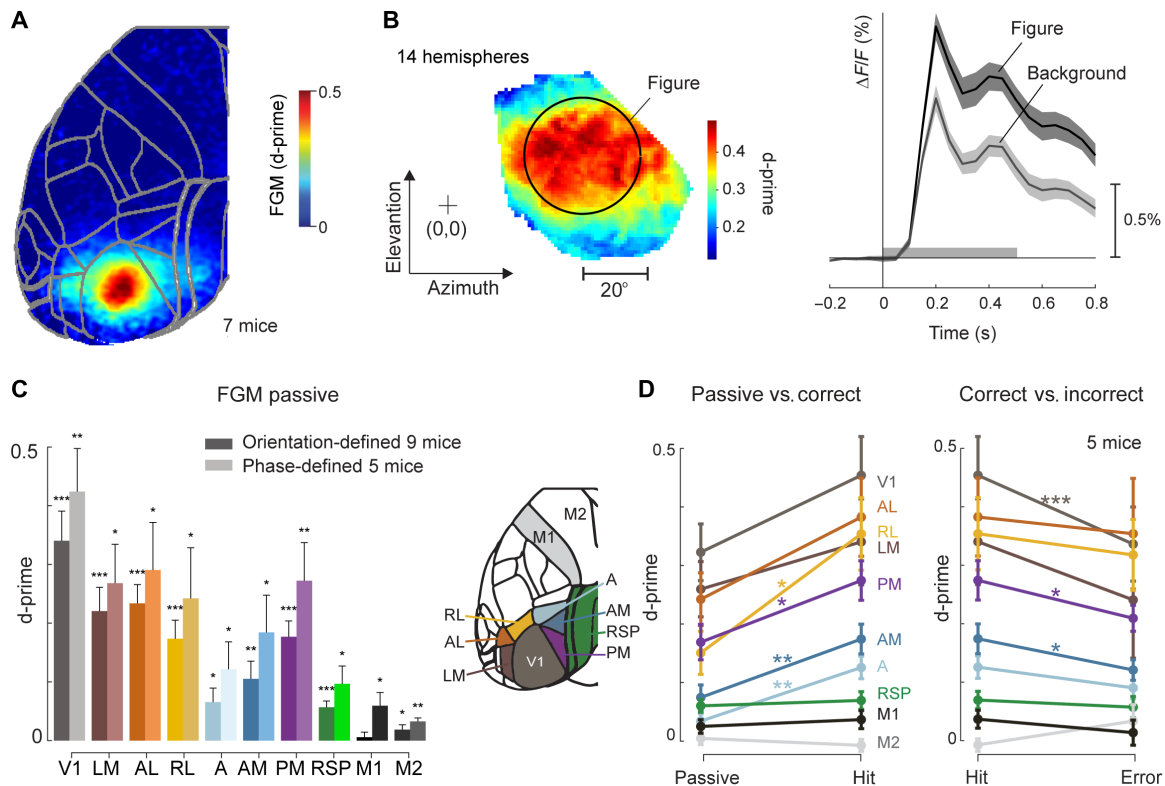 A
FGM (d-prime)
0.5
0
7 mice
B
14 hemispheres
Figure
Elevantion
(0,0)
Azimuth
20°
0.4
0.3
0.2
d-prime
ΔF/F (%)
Figure
Background
0.5%
−0.2 0 0.2 0.4 0.6 0.8
Time (s)
C
FGM passive
Orientation-defined 9 mice
Phase-defined 5 mice
d-prime
0.5
0
*** ** *** * *** * *** * * * ** * *** ** *** * * * **
V1 LM AL RL A AM PM RSP M1 M2
M2
M1
A
AM
RSP
PM
RL
AL
LM
V1
D
Passive vs. correct
d-prime
0.5
0
V1
AL
RL
LM
PM
AM
A
RSP
M1
M2
*
*
**
**
Passive Hit
Correct vs. incorrect
5 mice
d-prime
0.5
0
***
*
*
Hit Error